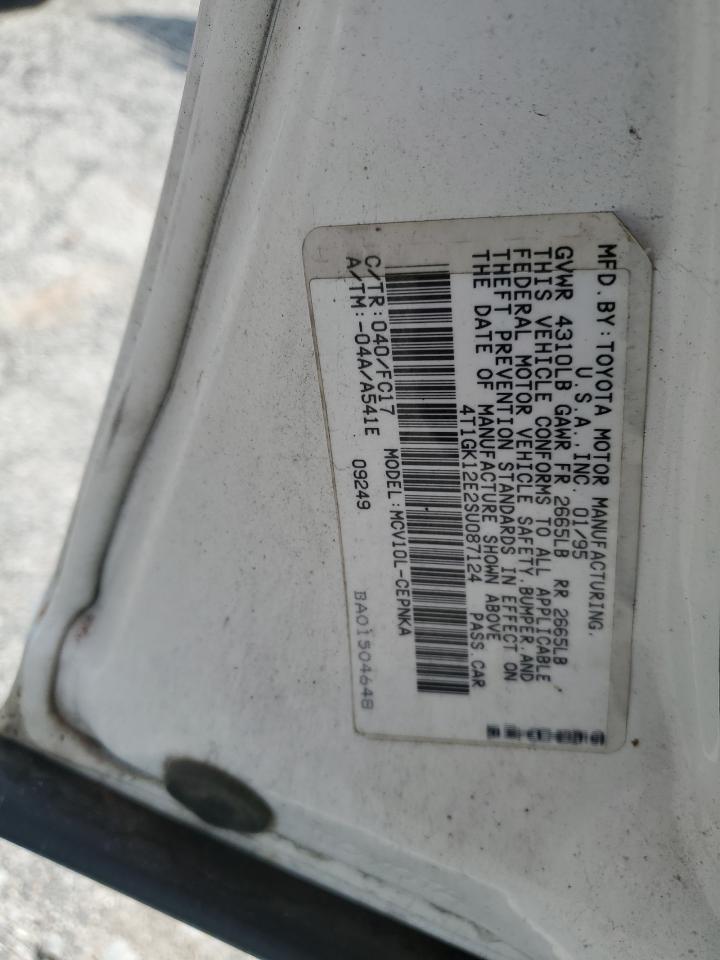 MFD. BY: TOYOTA MOTOR MANUFACTURING.
U.S.A., INC. 01/95
GVWR 4310LB GAWR FR 2665LB RR 2665LB
THIS VEHICLE CONFORMS TO ALL APPLICABLE
FEDERAL MOTOR VEHICLE SAFETY, BUMPER, AND
THEFT PREVENTION STANDARDS IN EFFECT ON
THE DATE OF MANUFACTURE SHOWN ABOVE.
4T1GK12E2SU087124 PASS. CAR
C/TR: 040/FC17 MODEL: MCV10L-CEPNKA
A/TM: -04A/A541E 09249
BA01504648